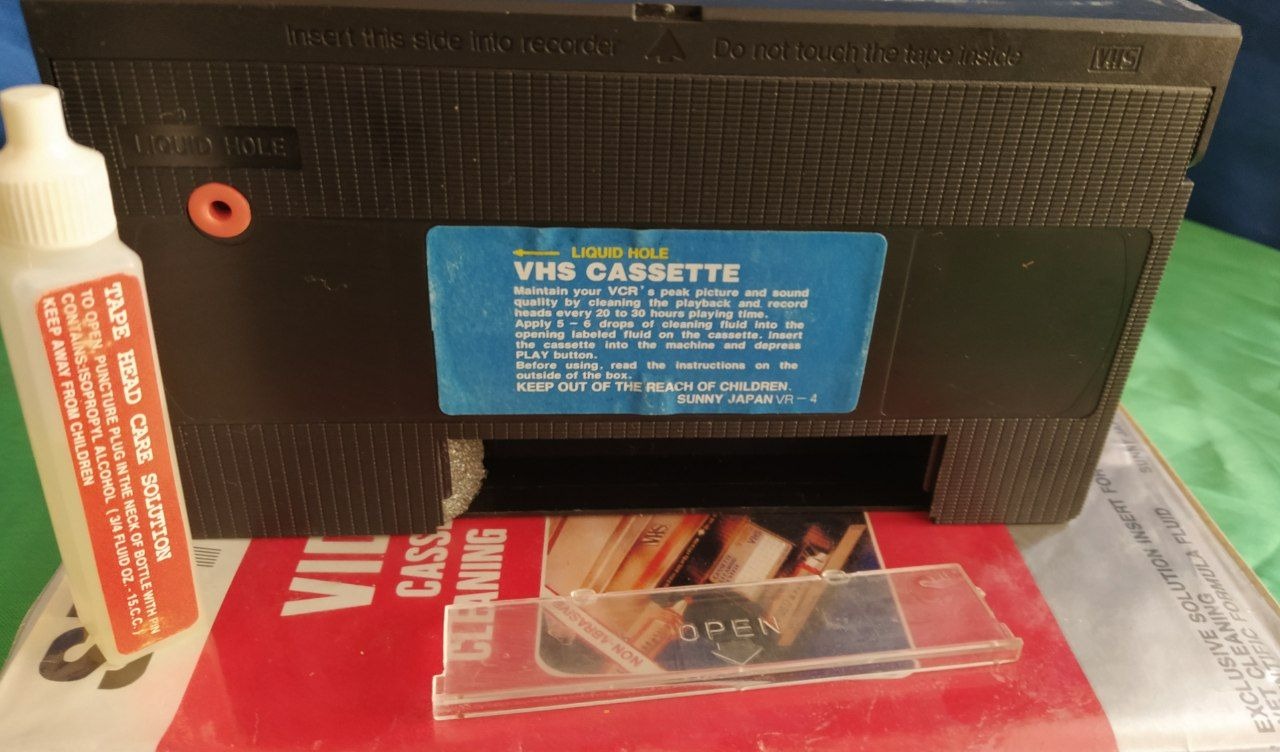 Insert this side into recorder
Do not touch the tape inside
VHS
LIQUID HOLE
LIQUID HOLE
VHS CASSETTE
Maintain your VCR's peak picture and sound
quality by cleaning the playback and record
heads every 20 to 30 hours playing time.
Apply 5 - 6 drops of cleaning fluid into the
opening labeled fluid on the cassette. insert
the cassette into the machine and depress
PLAY button.
Before using, read the instructions on the
outside of the box.
KEEP OUT OF THE REACH OF CHILDREN.
SUNNY JAPAN VR-4
TAPE HEAD CARE SOLUTION
TO OPEN, PUNCTURE PLUG IN THE NECK OF BOTTLE WITH PIN
CONTAINS:ISOPROPYL ALCOHOL (3/4 FLUID OZ.- 15.C.C.)
KEEP AWAY FROM CHILDREN
CLEANING
VHS
NON-ABRASIVE
OPEN
EXCLUSIVE SOLUTION INSERT FOR
CLEANING
FORMULA FLUID